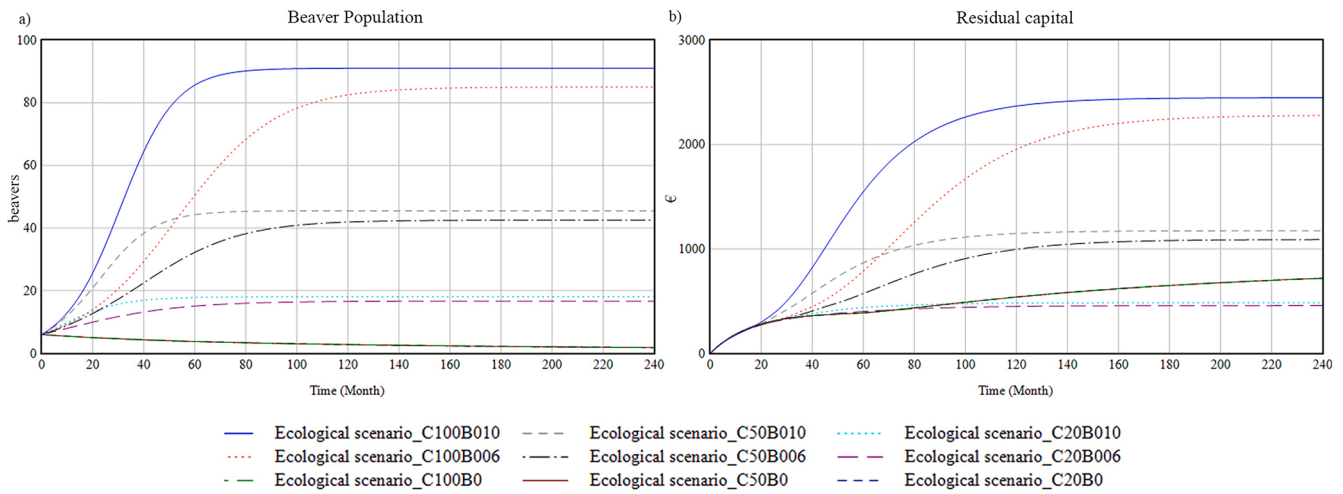 a) Beaver Population
100
80
60
40
20
0
beavers
0 20 40 60 80 100 120 140 160 180 200 220 240
Time (Month)
b) Residual capital
3000
2000
1000
0
€
0 20 40 60 80 100 120 140 160 180 200 220 240
Time (Month)
Ecological scenario_C100B010 Ecological scenario_C50B010 Ecological scenario_C20B010
Ecological scenario_C100B006 Ecological scenario_C50B006 Ecological scenario_C20B006
Ecological scenario_C100B0 Ecological scenario_C50B0 Ecological scenario_C20B0